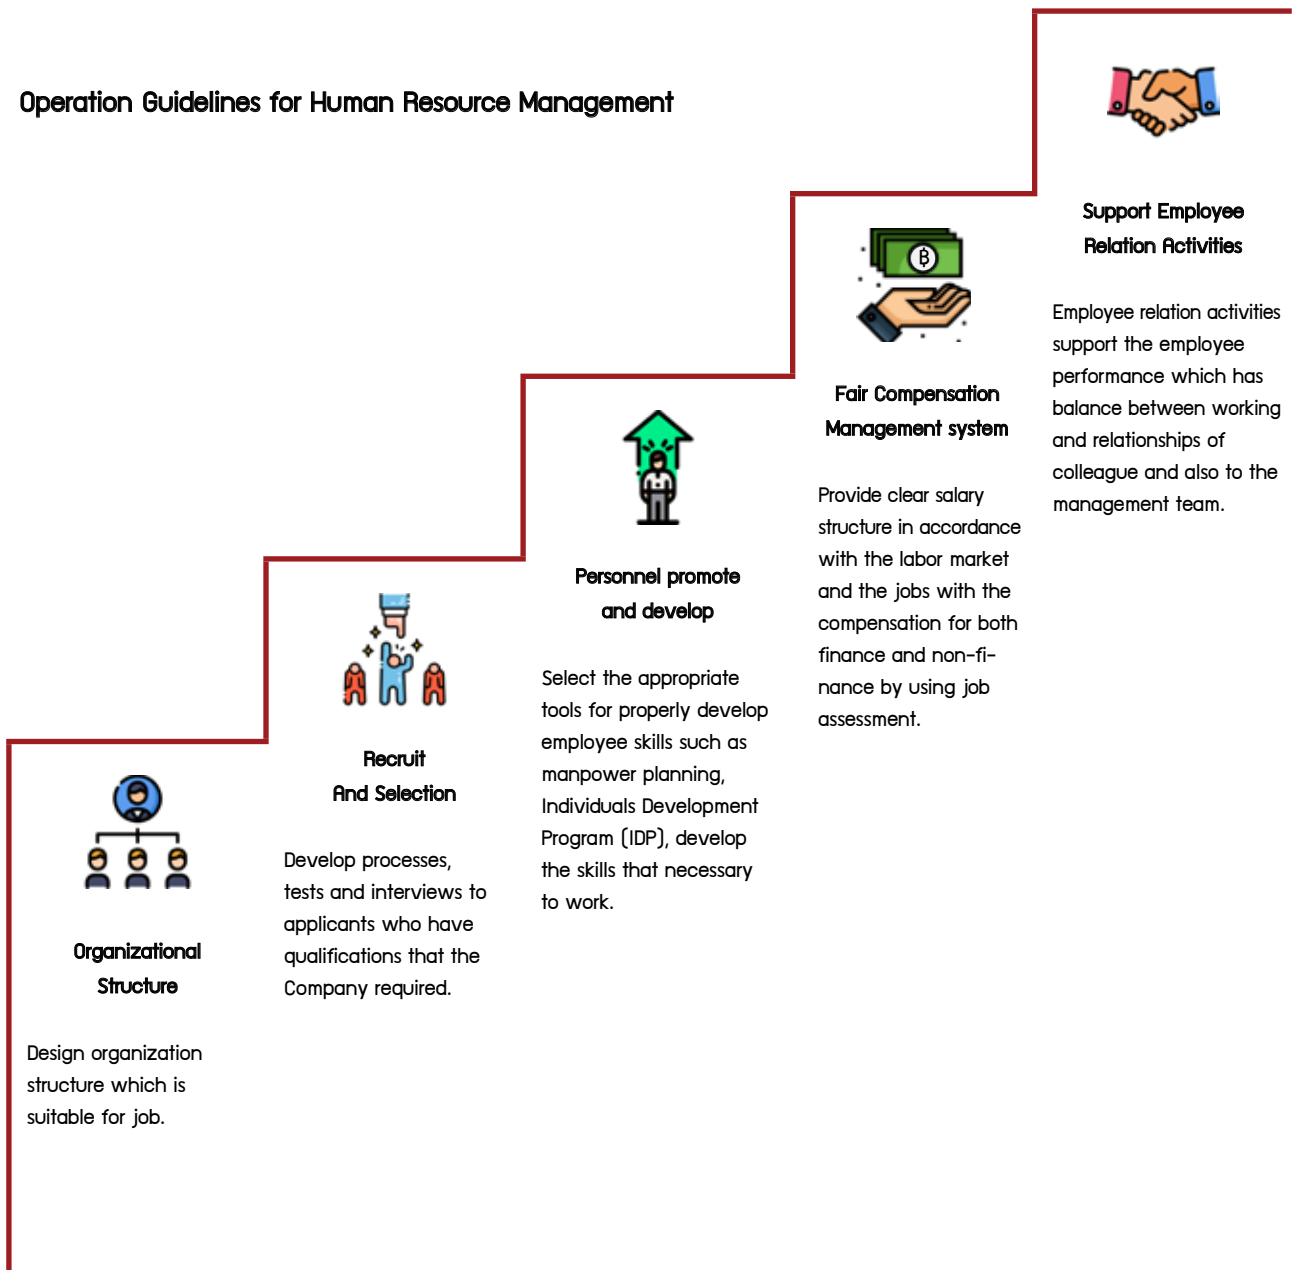 Operation Guidelines for Human Resource Management
Organizational
Structure
Design organization
structure which is
suitable for job.
Recruit
And Selection
Develop processes,
tests and interviews to
applicants who have
qualifications that the
Company required.
Personnel promote
and develop
Select the appropriate
tools for properly develop
employee skills such as
manpower planning,
Individuals Development
Program (IDP), develop
the skills that necessary
to work.
฿
Fair Compensation
Management system
Provide clear salary
structure in accordance
with the labor market
and the jobs with the
compensation for both
finance and non-fi-
nance by using job
assessment.
Support Employee
Relation Activities
Employee relation activities
support the employee
performance which has
balance between working
and relationships of
colleague and also to the
management team.